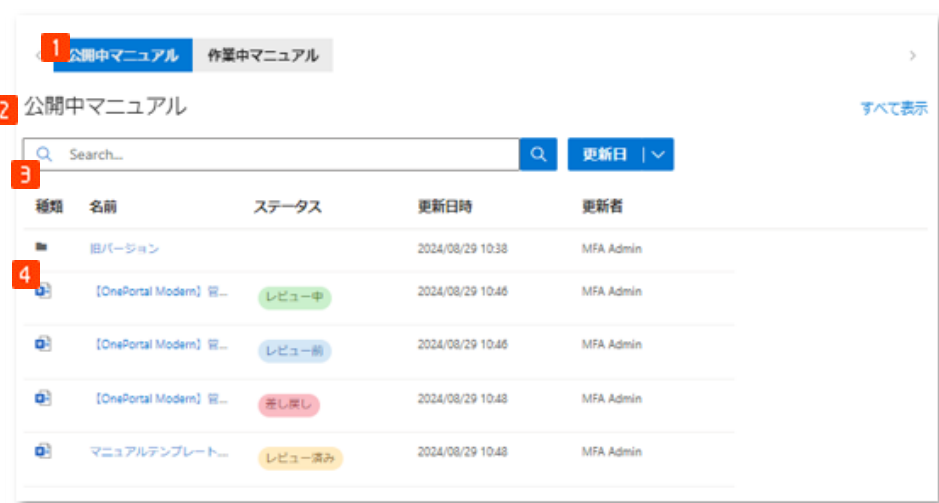 1 公開中マニュアル 作業中マニュアル
2 公開中マニュアル すべて表示
Search... 更新日
3
種類 名前 ステータス 更新日時 更新者
旧バージョン 2024/08/29 10:38 MFA Admin
4 【OnePortal Modern】管... レビュー中 2024/08/29 10:46 MFA Admin
【OnePortal Modern】管... レビュー前 2024/08/29 10:46 MFA Admin
【OnePortal Modern】管... 差し戻し 2024/08/29 10:48 MFA Admin
マニュアルテンプレート... レビュー済み 2024/08/29 10:48 MFA Admin